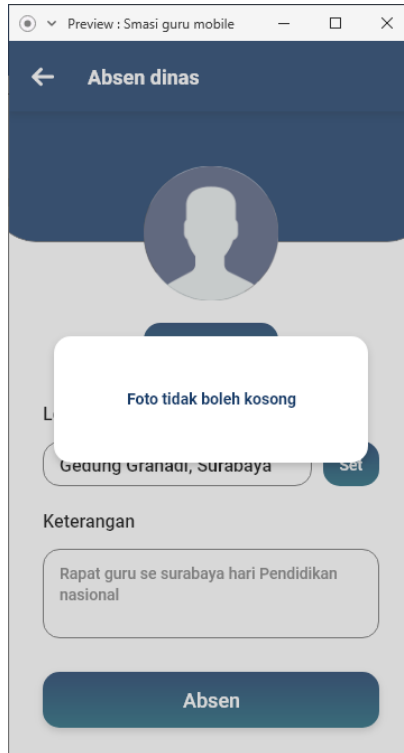 Preview : Smasi guru mobile
Absen dinas
Foto tidak boleh kosong
Gedung Granadi, Surabaya
Set
Keterangan
Rapat guru se surabaya hari Pendidikan
nasional
Absen